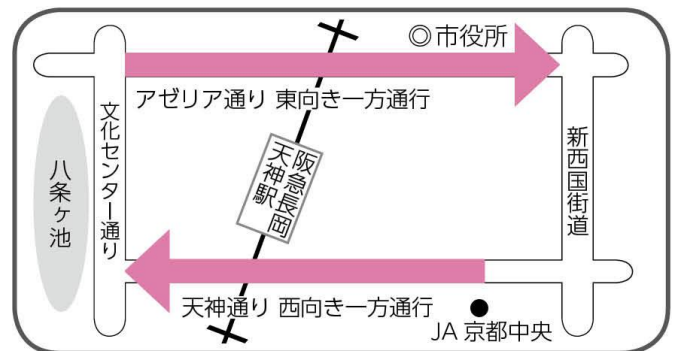 ◎市役所
アゼリア通り 東向き一方通行
文化センター通り
八条ヶ池
阪急長岡
天神駅
新西国街道
天神通り 西向き一方通行
JA 京都中央